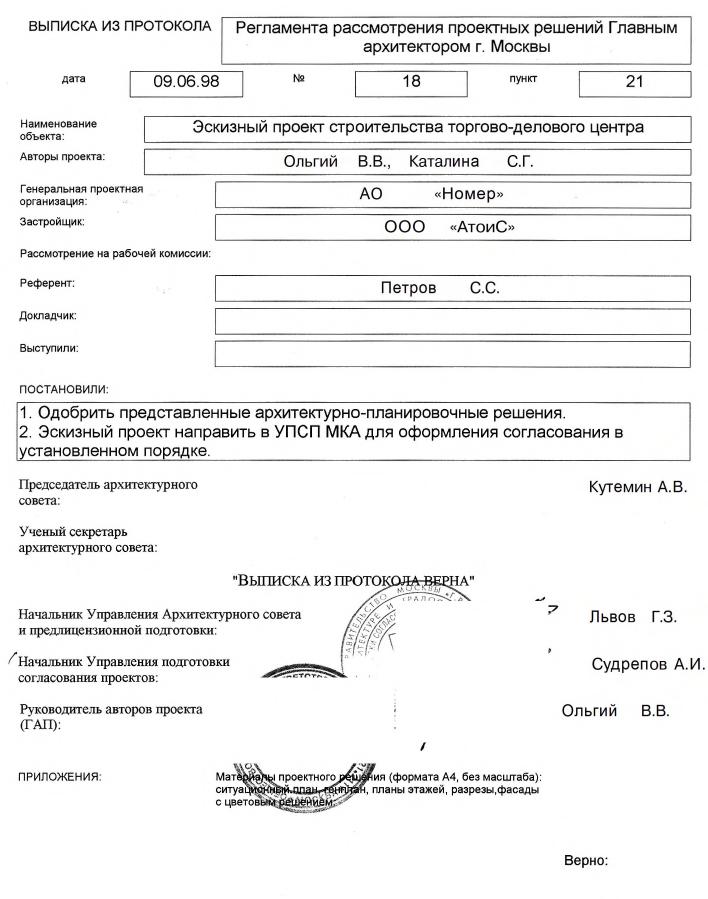 ВЫПИСКА ИЗ ПРОТОКОЛА
Регламента рассмотрения проектных решений Главным
архитектором г. Москвы
дата 09.06.98 № 18 пункт 21
Наименование
объекта:
Эскизный проект строительства торгово-делового центра
Авторы проекта: Ольгий В.В., Каталина С.Г.
Генеральная проектная
организация:
АО «Номер»
Застройщик: ООО «АтоиС»
Рассмотрение на рабочей комиссии:
Референт: Петров С.С.
Докладчик:
Выступили:
ПОСТАНОВИЛИ:
1. Одобрить представленные архитектурно-планировочные решения.
2. Эскизный проект направить в УПСП МКА для оформления согласования в
установленном порядке.
Председатель архитектурного
совета:
Кутемин А.В.
Ученый секретарь
архитектурного совета:
"ВЫПИСКА ИЗ ПРОТОКОЛА ВЕРНА"
Начальник Управления Архитектурного совета
и предлицензионной подготовки:
Львов Г.З.
Начальник Управления подготовки
согласования проектов:
Судрепов А.И.
Руководитель авторов проекта
(ГАП):
Ольгий В.В.
ПРИЛОЖЕНИЯ:
Материалы проектного решения (формата А4, без масштаба):
ситуационный план, генплан, планы этажей, разрезы,фасады
с цветовым решением.
Верно: